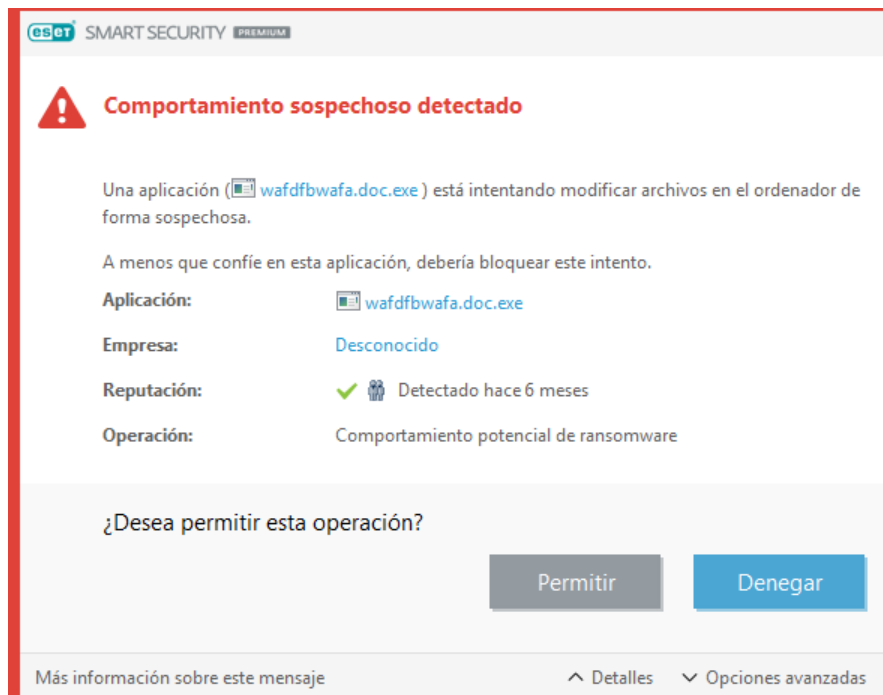 eset SMART SECURITY PREMIUM
Comportamiento sospechoso detectado
Una aplicación ( wafdfbwafa.doc.exe ) está intentando modificar archivos en el ordenador de
forma sospechosa.
A menos que confíe en esta aplicación, debería bloquear este intento.
Aplicación: wafdfbwafa.doc.exe
Empresa: Desconocido
Reputación: Detectado hace 6 meses
Operación: Comportamiento potencial de ransomware
¿Desea permitir esta operación?
Permitir Denegar
Más información sobre este mensaje Detalles Opciones avanzadas